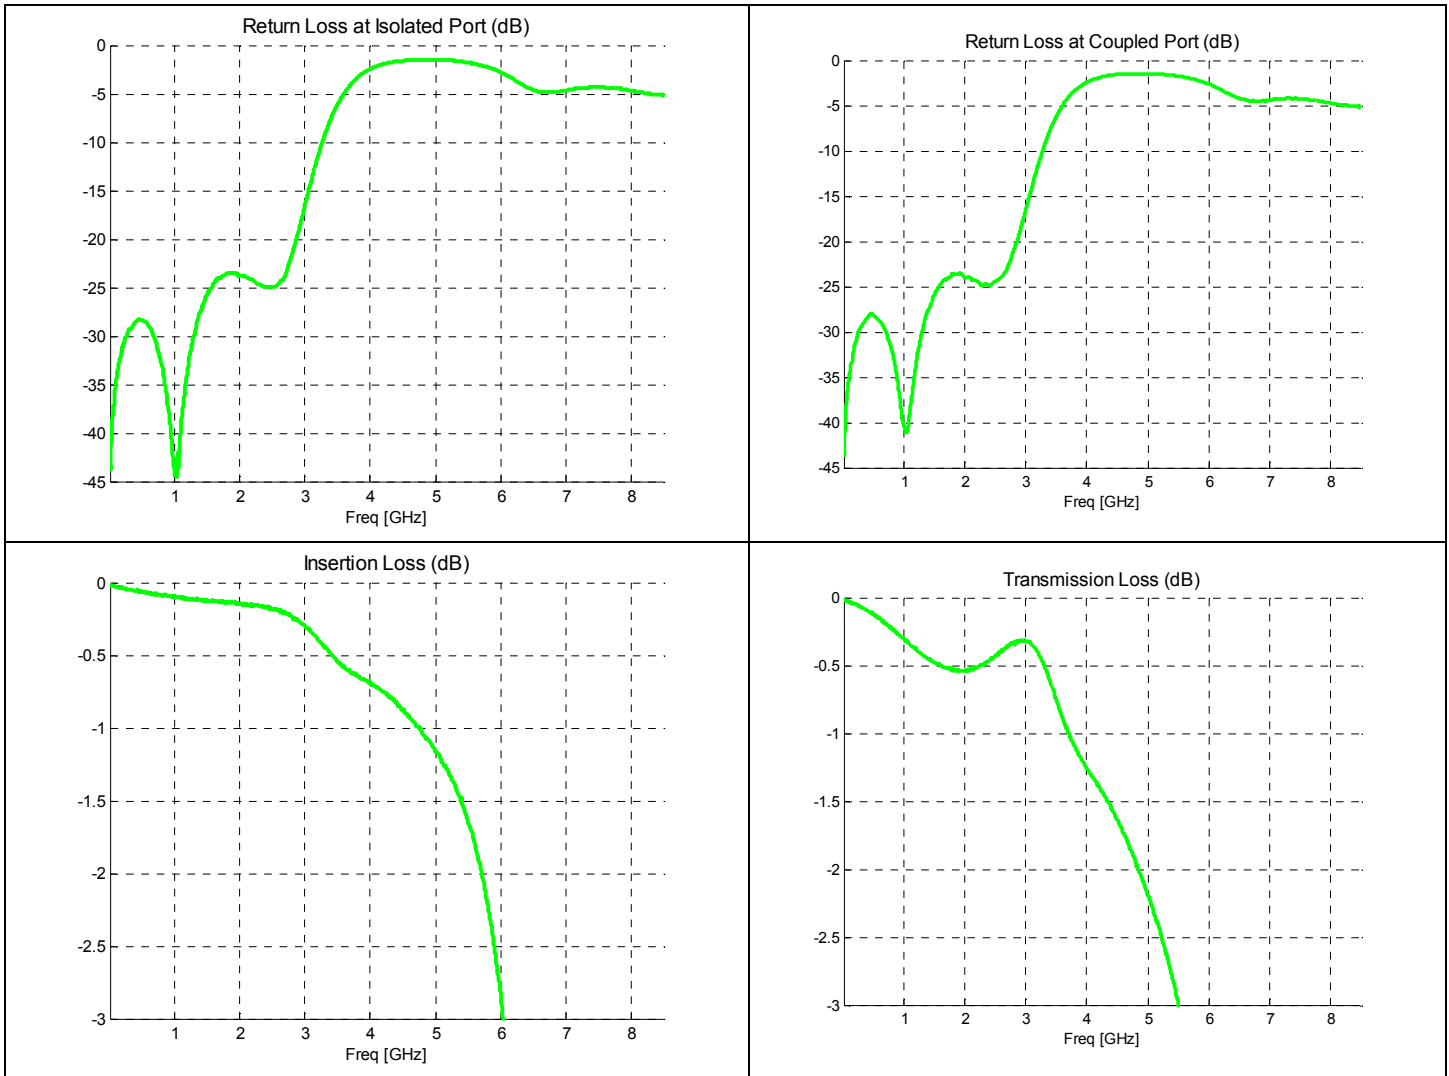 Return Loss at Isolated Port (dB)
0
-5
-10
-15
-20
-25
-30
-35
-40
-45
1 2 3 4 5 6 7 8
Freq [GHz]
Return Loss at Coupled Port (dB)
0
-5
-10
-15
-20
-25
-30
-35
-40
-45
1 2 3 4 5 6 7 8
Freq [GHz]
Insertion Loss (dB)
0
-0.5
-1
-1.5
-2
-2.5
-3
1 2 3 4 5 6 7 8
Freq [GHz]
Transmission Loss (dB)
0
-0.5
-1
-1.5
-2
-2.5
-3
1 2 3 4 5 6 7 8
Freq [GHz]